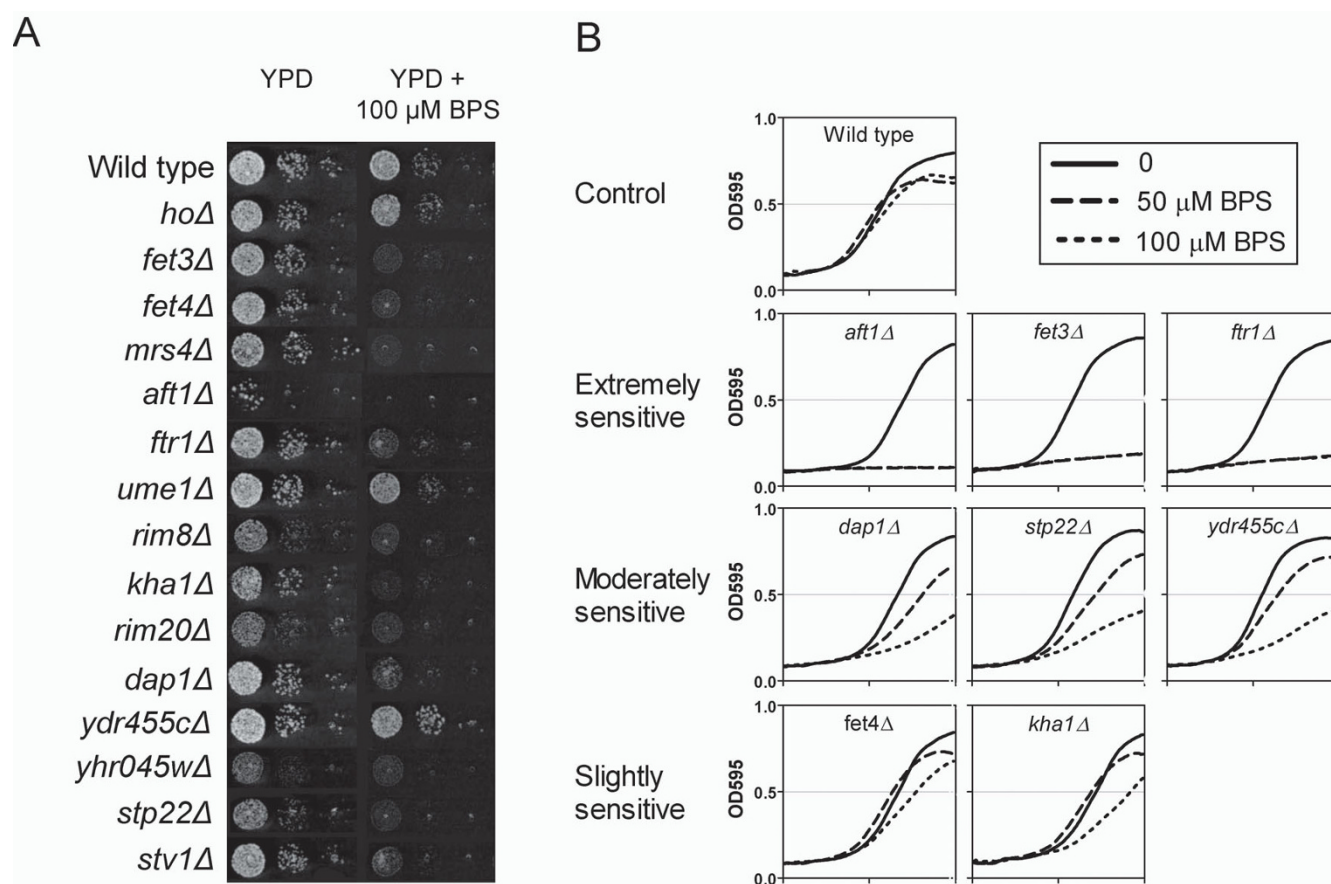 A
B
YPD
YPD +
100 µM BPS
Wild type
hoΔ
fet3Δ
fet4Δ
mrs4Δ
aft1Δ
ftr1Δ
ume1Δ
rim8Δ
kha1Δ
rim20Δ
dap1Δ
ydr455cΔ
yhr045wΔ
stp22Δ
stv1Δ
Control
OD595
1.0
0.5
0.0
Wild type
0
50 µM BPS
100 µM BPS
Extremely
sensitive
OD595
1.0
0.5
0.0
aft1Δ
fet3Δ
ftr1Δ
Moderately
sensitive
OD595
1.0
0.5
0.0
dap1Δ
stp22Δ
ydr455cΔ
Slightly
sensitive
OD595
1.0
0.5
0.0
fet4Δ
kha1Δ